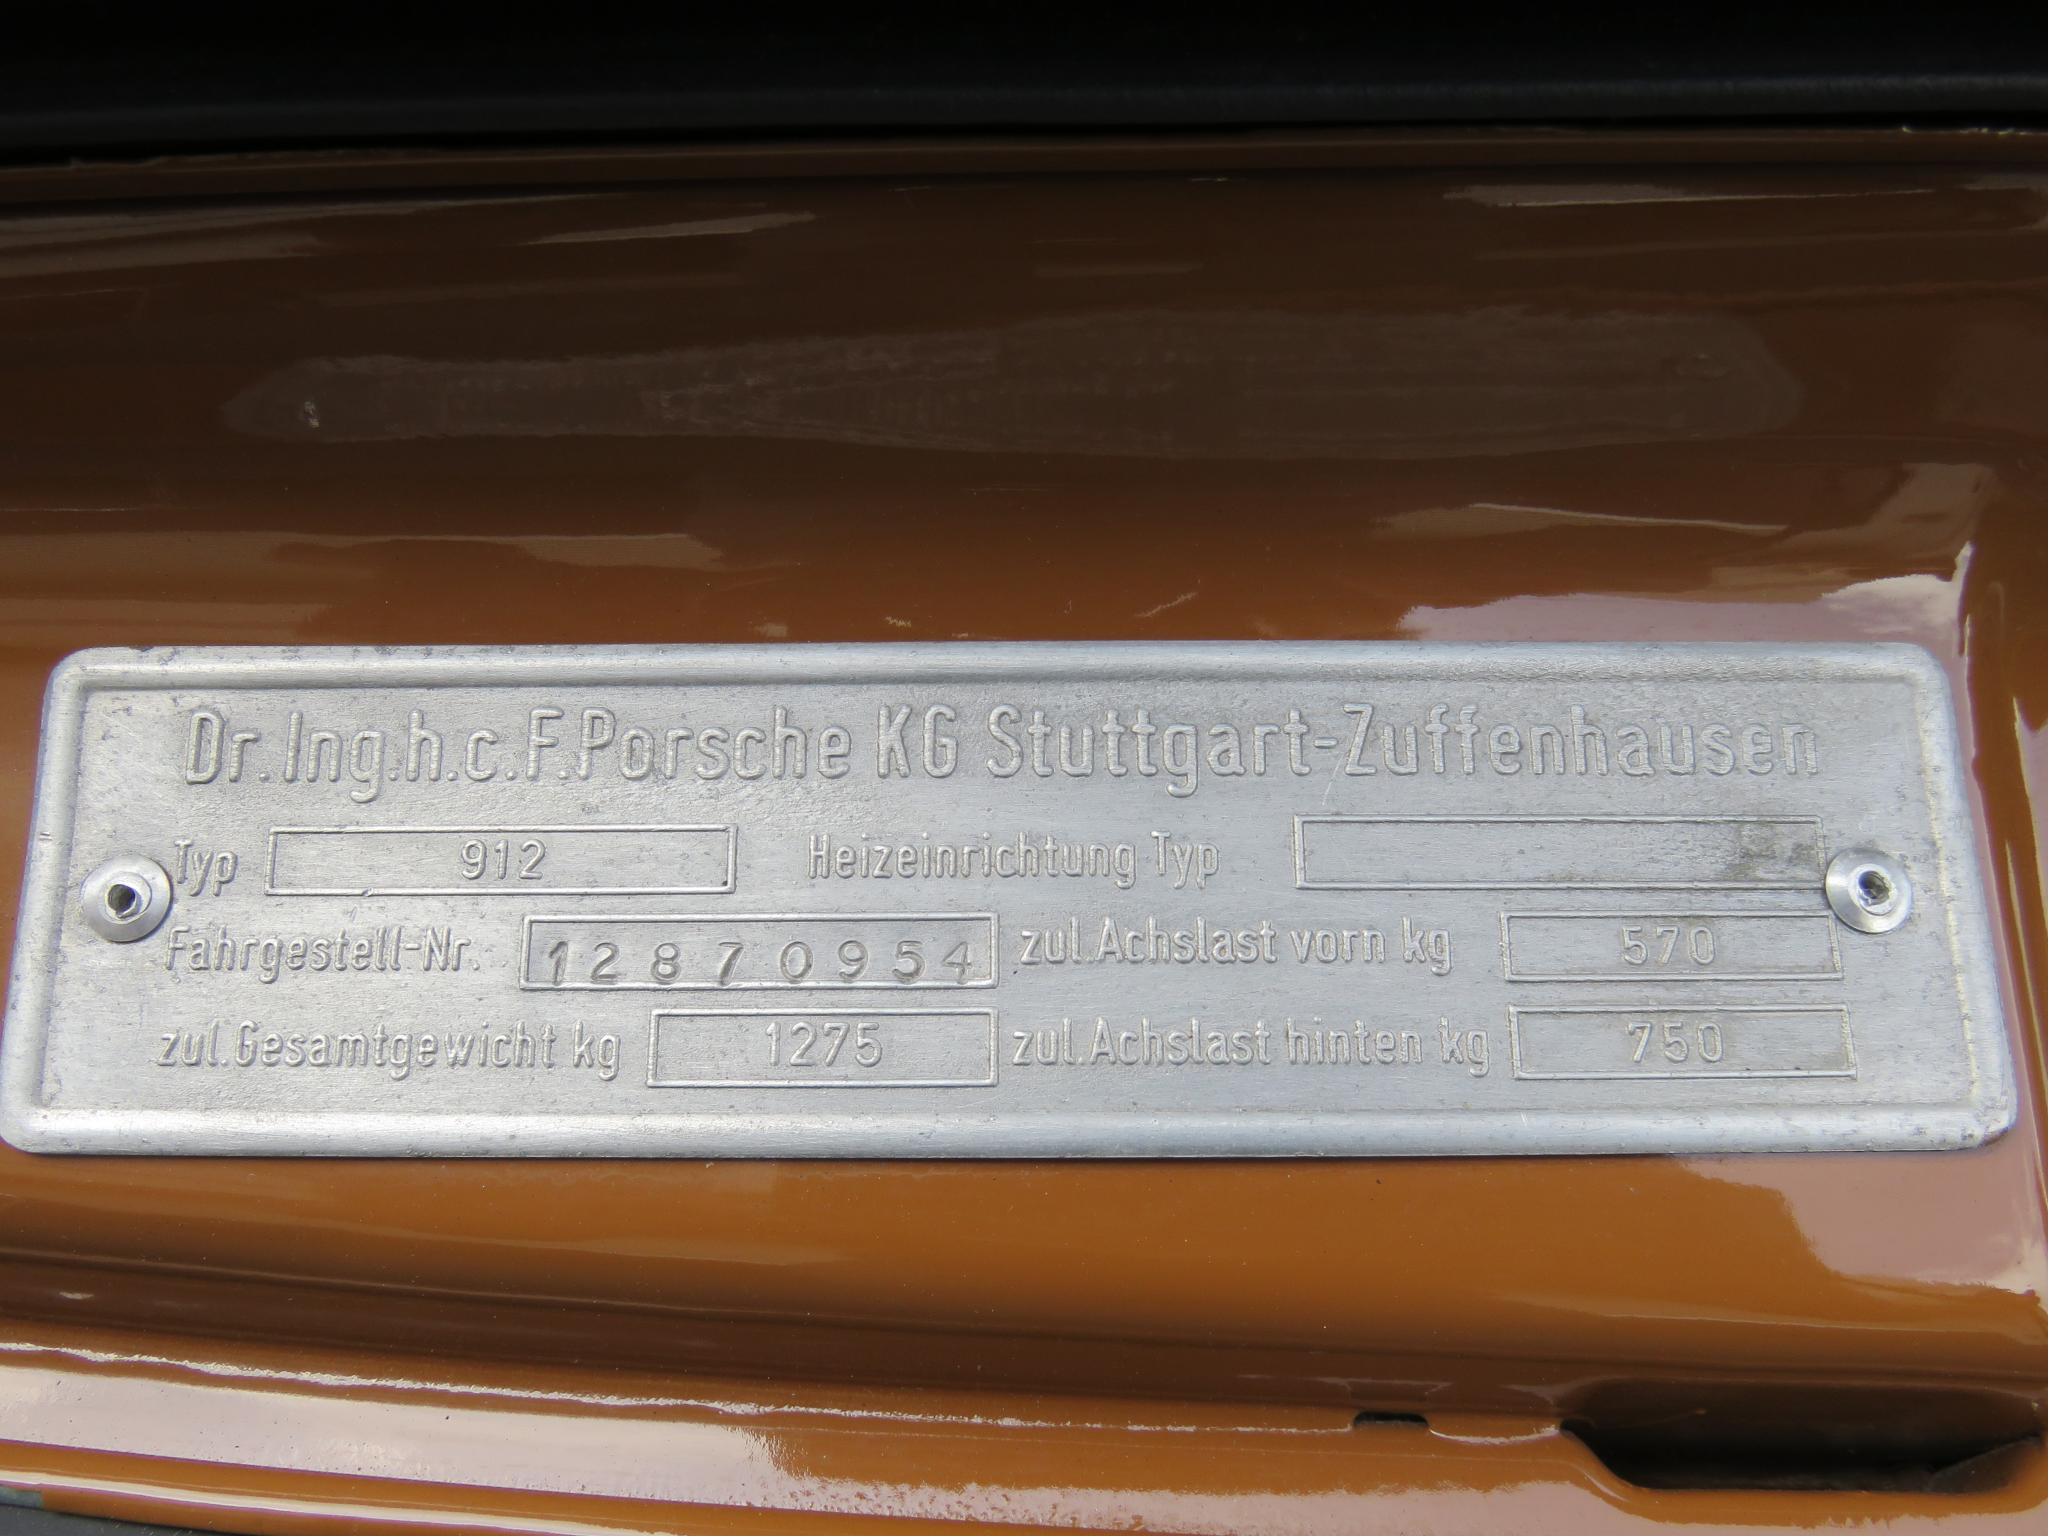 Dr. Ing. h. c. F. Porsche KG Stuttgart-Zuffenhausen
Typ 912 Heizeinrichtung Typ
Fahrgestell-Nr. 12870954 zul. Achslast vorn kg 570
zul. Gesamtgewicht kg 1275 zul. Achslast hinten kg 750